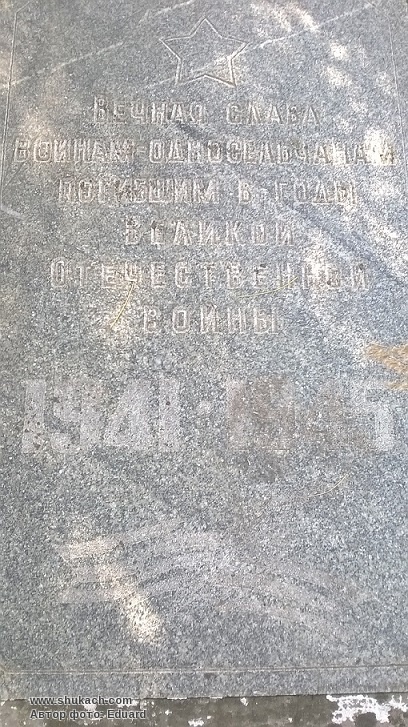 Вечная слава
воинам-односельчанам
погибшим в годы
Великой
Отечественной
войны
1941-1945
www.shukach.com
Автор фото: Eduard